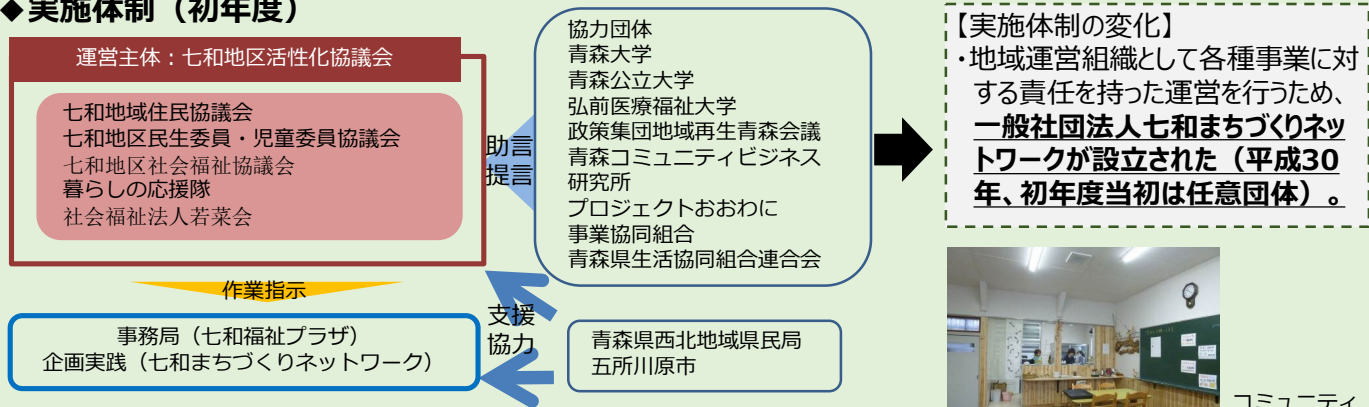 ◆実施体制（初年度）
運営主体：七和地区活性化協議会
七和地域住民協議会
七和地区民生委員・児童委員協議会
七和地区社会福祉協議会
暮らしの応援隊
社会福祉法人若菜会
作業指示
事務局（七和福祉プラザ）
企画実践（七和まちづくりネットワーク）
助言
提言
協力団体
青森大学
青森公立大学
弘前医療福祉大学
政策集団地域再生青森会議
青森コミュニティビジネス
研究所
プロジェクトおおわに
事業協同組合
青森県生活協同組合連合会
支援
協力
青森県西北地域県民局
五所川原市
【実施体制の変化】
・地域運営組織として各種事業に対
する責任を持った運営を行うため、
一般社団法人七和まちづくりネッ
トワークが設立された（平成30
年、初年度当初は任意団体）。
コミュニティ